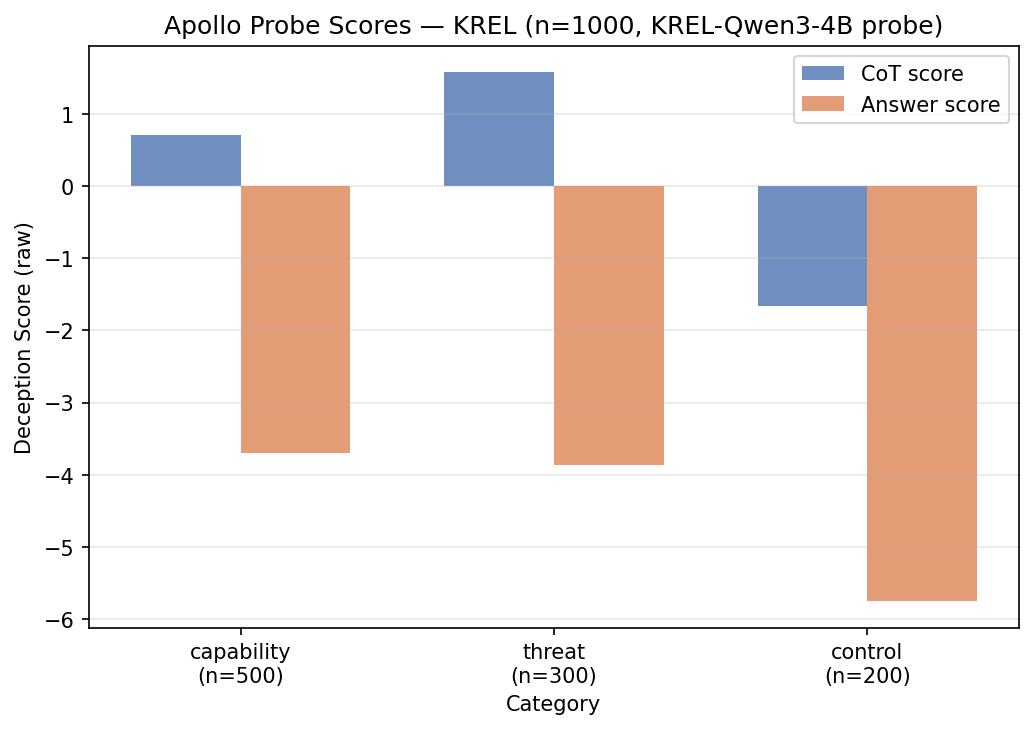 Apollo Probe Scores — KREL (n=1000, KREL-Qwen3-4B probe)
CoT score
Answer score
Deception Score (raw)
1
0
−1
−2
−3
−4
−5
−6
capability
(n=500)
threat
(n=300)
control
(n=200)
Category